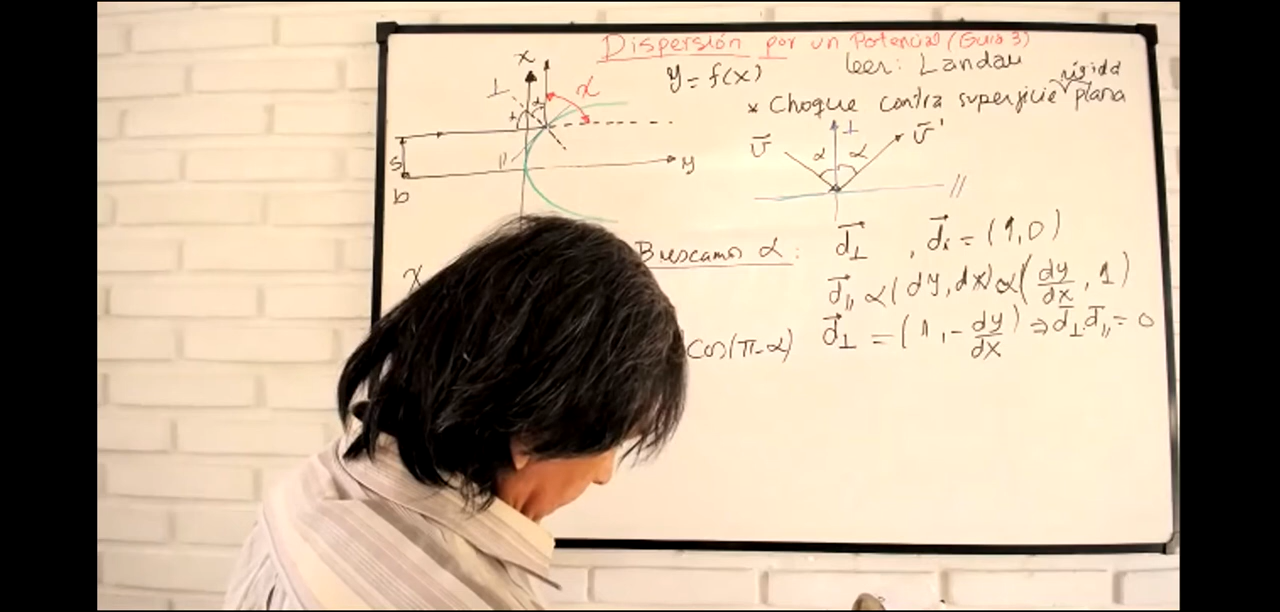 Dispersión por un Potencial (Guia 3)
y = f(x)
leer: Landau
rígida
* Choque contra superficie plana
x
⊥
α
α
χ
S
b
//
y
v⃗
⊥
v⃗'
α
α
//
Buscamos α: d⃗⊥ , d⃗ᵢ = (1,0)
χ
d⃗// α (dy, dx) α (dy/dx, 1)
cos(π-α)
d⃗⊥ = (1, -dy/dx) ⇒ d⃗⊥ d⃗// = 0